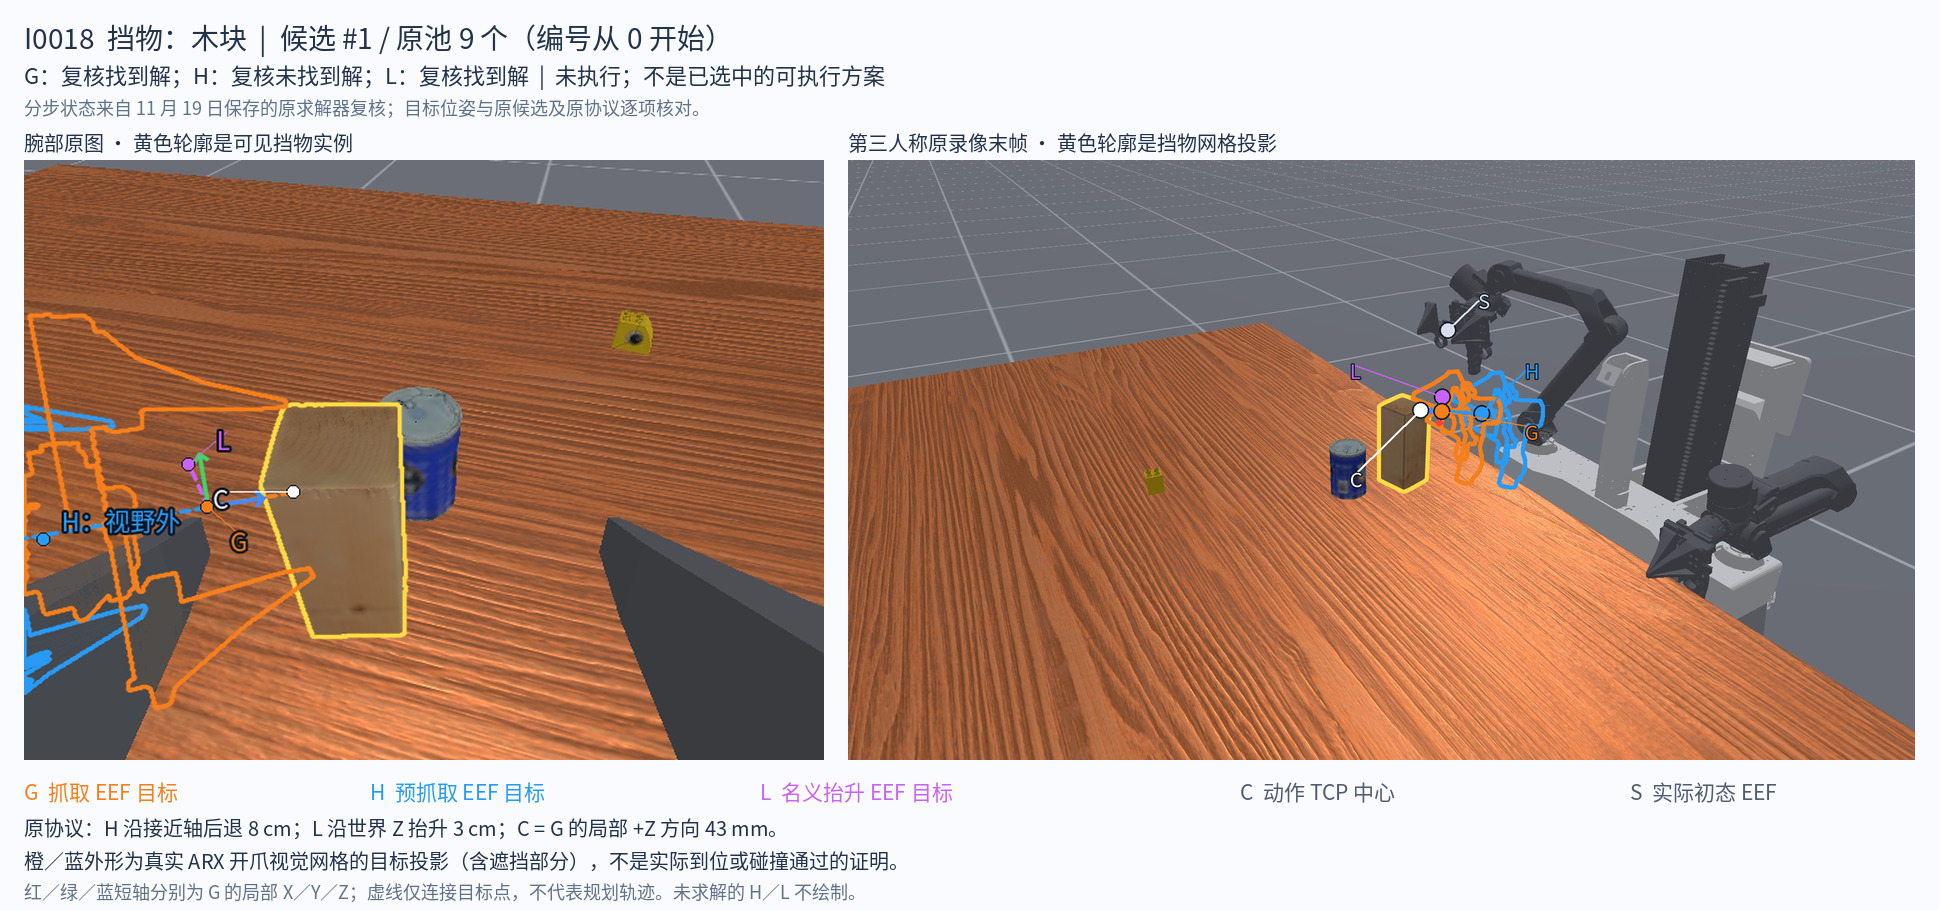 I0018 挡物：木块｜候选 #1 / 原池 9 个（编号从 0 开始）
G：复核找到解；H：复核未找到解；L：复核找到解｜未执行；不是已选中的可执行方案
分步状态来自 11 月 19 日保存的原求解器复核；目标位姿与原候选及原协议逐项核对。
腕部原图 · 黄色轮廓是可见挡物实例
第三人称原录像末帧 · 黄色轮廓是挡物网格投影
L
C
H：视野外
G
S
L
H
G
C
G 抓取 EEF 目标
H 预抓取 EEF 目标
L 名义抬升 EEF 目标
C 动作 TCP 中心
S 实际初态 EEF
原协议：H 沿接近轴后退 8 cm；L 沿世界 Z 抬升 3 cm；C = G 的局部 +Z 方向 43 mm。
橙／蓝外形为真实 ARX 开爪视觉网格的目标投影（含遮挡部分），不是实际到位或碰撞通过的证明。
红／绿／蓝短轴分别为 G 的局部 X／Y／Z；虚线仅连接目标点，不代表规划轨迹。未求解的 H／L 不绘制。